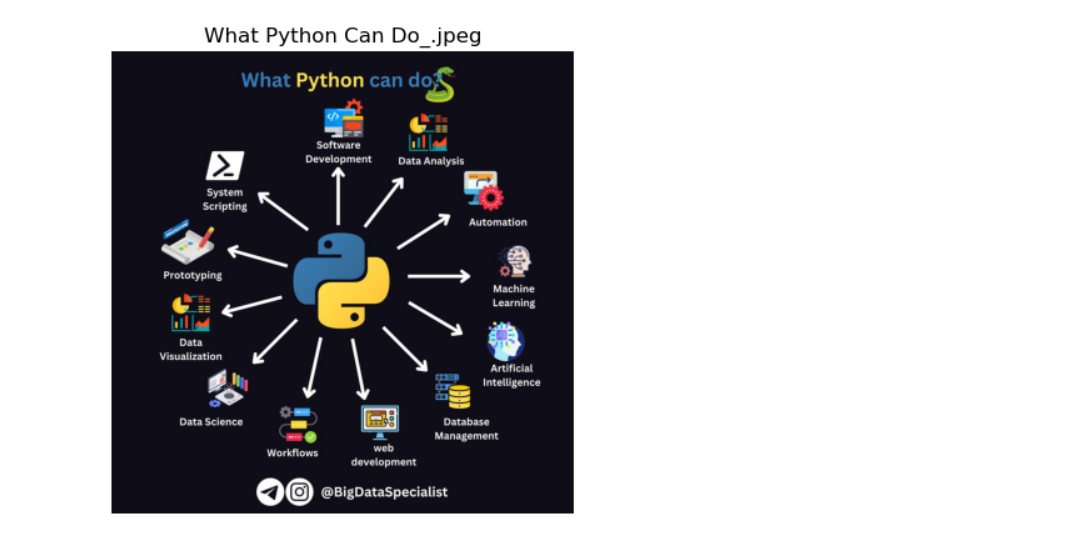 What Python Can Do_.jpeg
What Python can do?
Software
Development
Data Analysis
System
Scripting
Automation
Prototyping
Machine
Learning
Data
Visualization
Artificial
Intelligence
Data Science
Database
Management
Workflows
web
development
@BigDataSpecialist